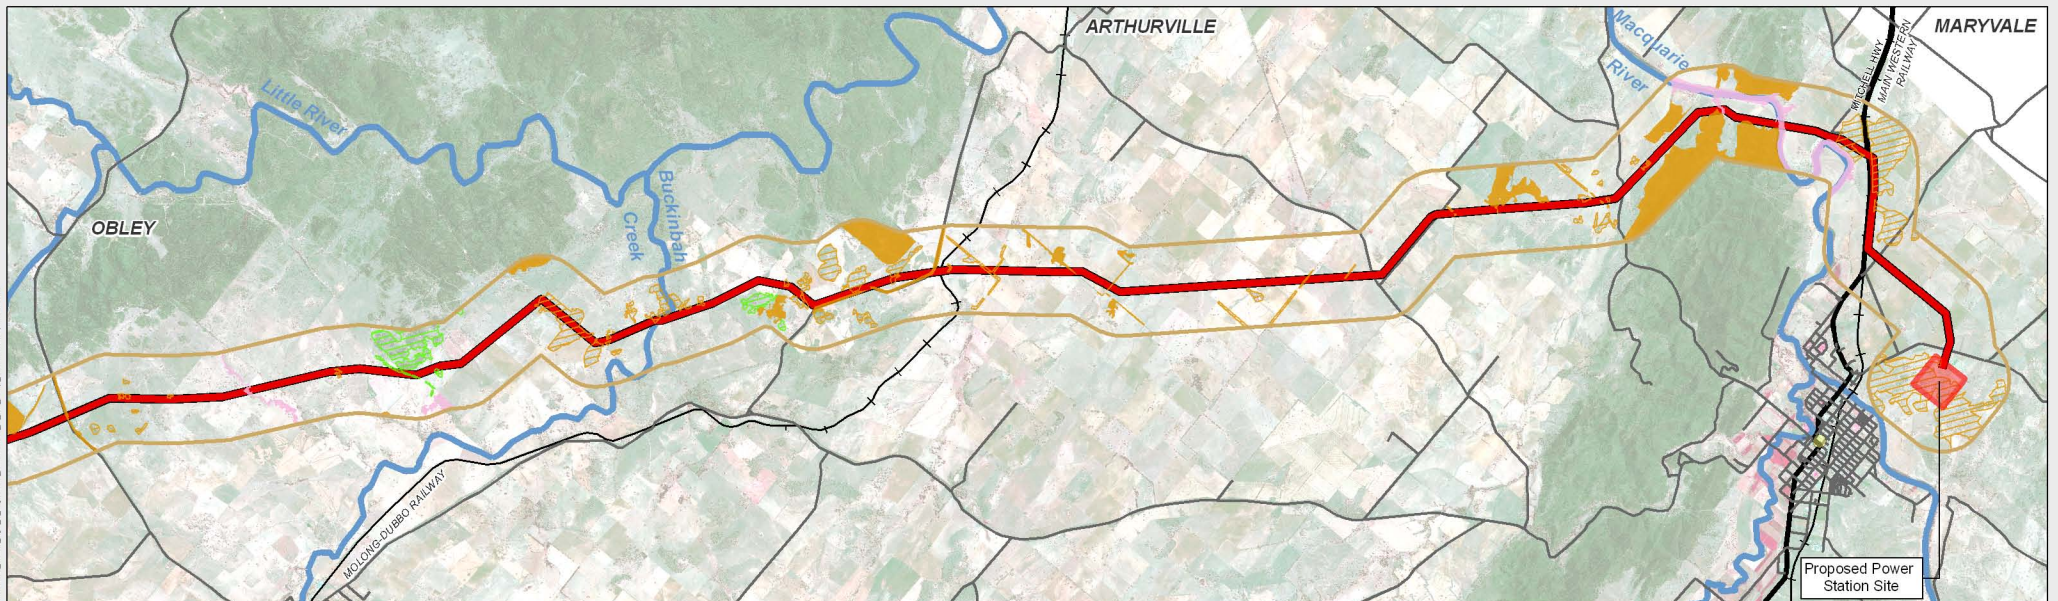 ARTHURVILLE
MARYVALE
Macquarie
River
MITCHELL HWY
MAIN WESTERN
RAILWAY
Little River
Buckinbah
Creek
OBLEY
MOLONG-DUBBO RAILWAY
Proposed Power
Station Site